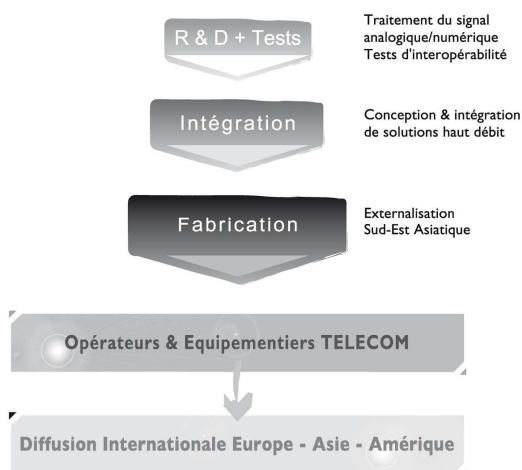 R & D + Tests
Traitement du signal
analogique/numérique
Tests d'interopérabilité
Intégration
Conception & intégration
de solutions haut débit
Fabrication
Externalisation
Sud-Est Asiatique
Opérateurs & Equipementiers TELECOM
Diffusion Internationale Europe - Asie - Amérique